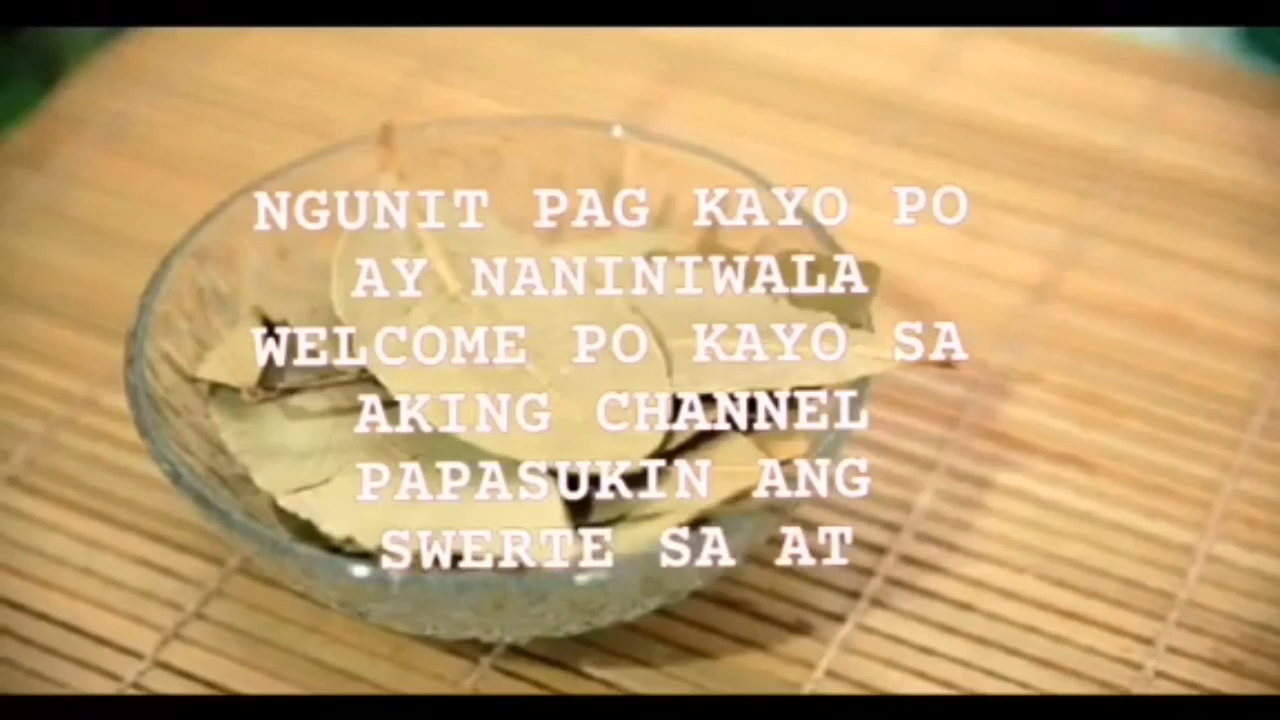 NGUNIT PAG KAYO PO
AY NANINIWALA
WELCOME PO KAYO SA
AKING CHANNEL
PAPASUKIN ANG
SWERTE SA AT